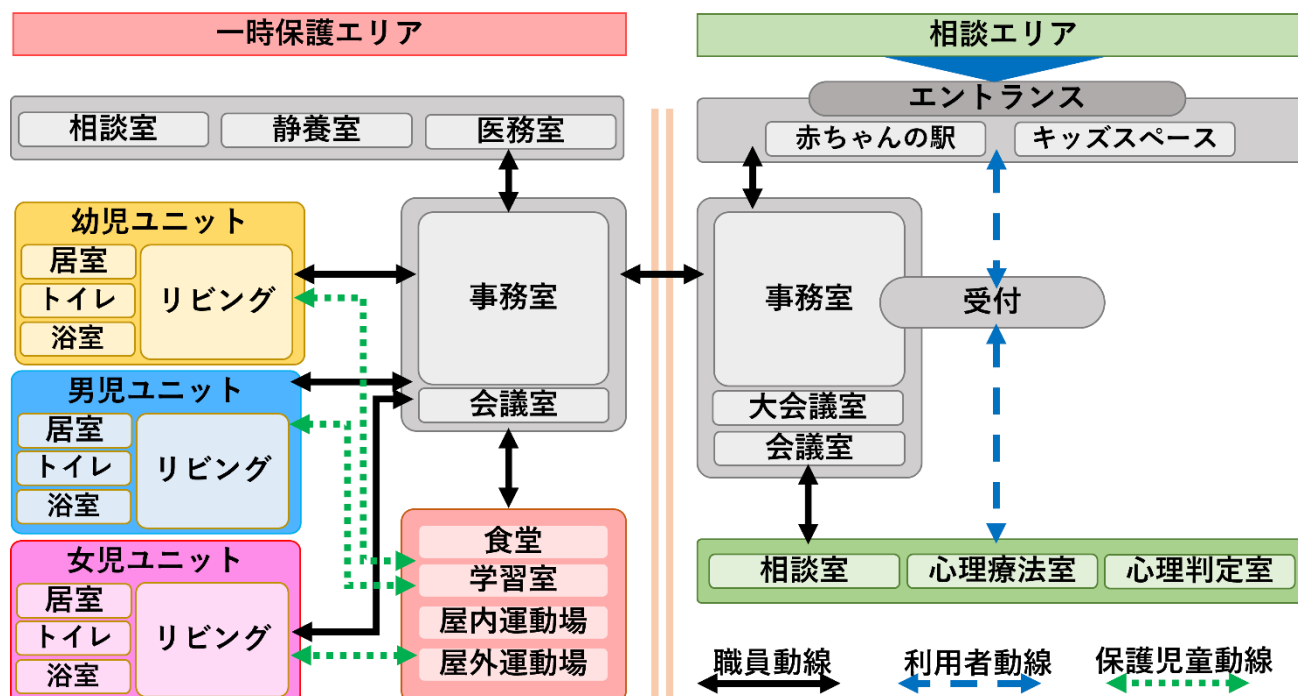 一時保護エリア
相談エリア
エントランス
相談室
静養室
医務室
赤ちゃんの駅
キッズスペース
幼児ユニット
居室
トイレ
浴室
リビング
事務室
会議室
事務室
受付
大会議室
会議室
男児ユニット
居室
トイレ
浴室
リビング
女児ユニット
居室
トイレ
浴室
リビング
食堂
学習室
屋内運動場
屋外運動場
相談室
心理療法室
心理判定室
職員動線
利用者動線
保護児童動線